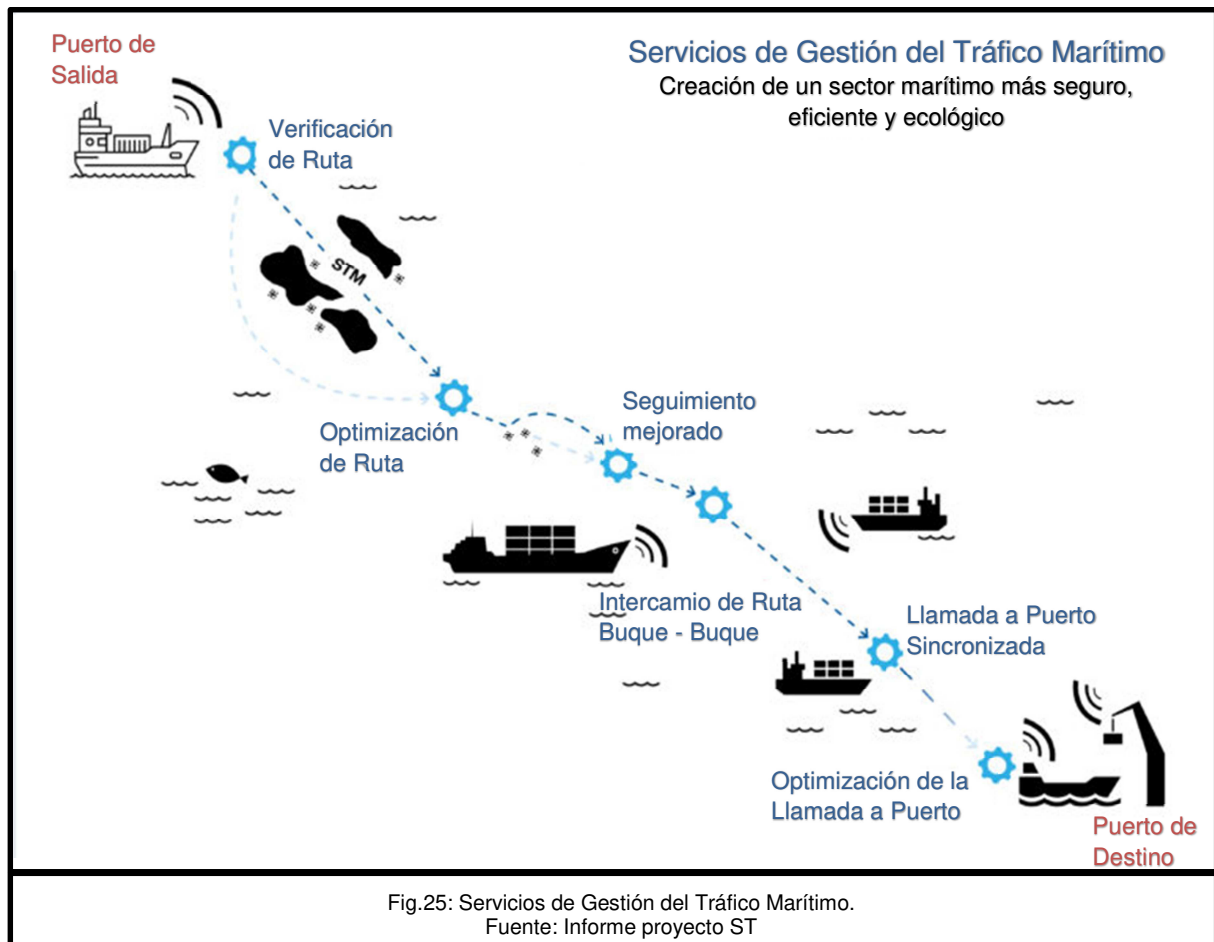 Puerto de
Salida
Servicios de Gestión del Tráfico Marítimo
Creación de un sector marítimo más seguro,
eficiente y ecológico
Verificación
de Ruta
STM
Optimización
de Ruta
Seguimiento
mejorado
Intercamio de Ruta
Buque - Buque
Llamada a Puerto
Sincronizada
Optimización de la
Llamada a Puerto
Puerto de
Destino
Fig.25: Servicios de Gestión del Tráfico Marítimo.
Fuente: Informe proyecto ST